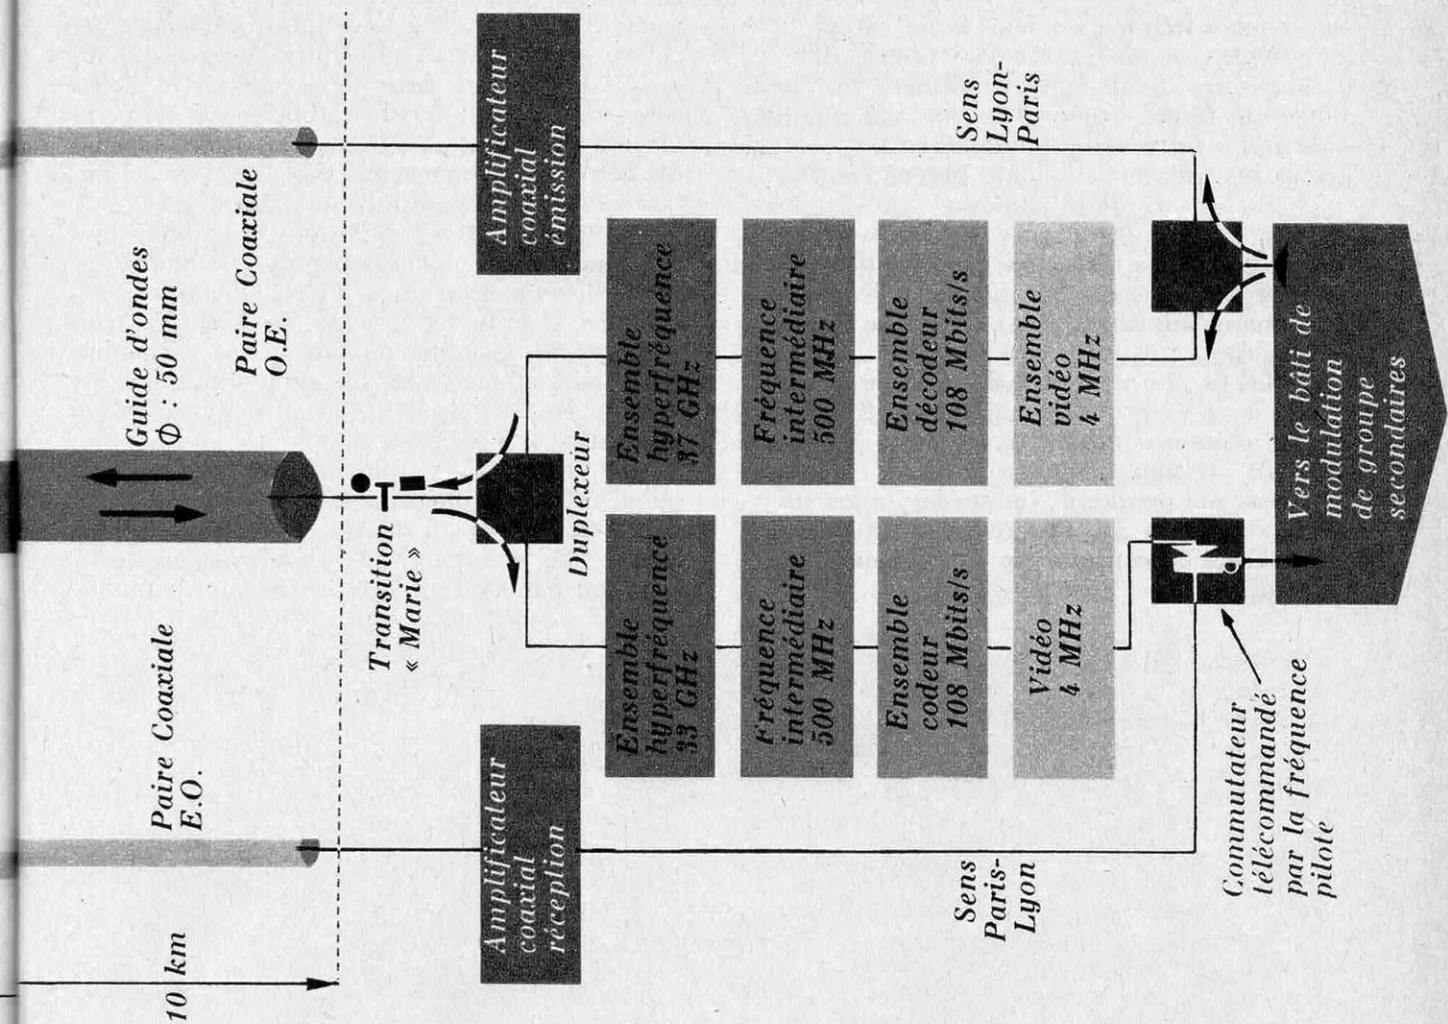 10 km
Paire Coaziale
E.O.
Guide d'ondes
Φ : 50 mm
Paire Coaxiale
O.E.
Transition
« Marie »
Amplificateur
coaxial
réception
Amplificateur
coaxial
émission
Duplexeur
Ensemble
hyperfréquence
33 GHz
Ensemble
hyperfréquence
37 GHz
Fréquence
intermédiaire
500 MHz
Fréquence
intermédiaire
500 MHz
Ensemble
codeur
108 Mbits/s
Ensemble
décodeur
108 Mbits/s
Vidéo
4 MHz
Ensemble
vidéo
4 MHz
Sens
Paris-
Lyon
Sens
Lyon-
Paris
Commutateur
télécommandé
par la fréquence
pilote
Vers le bâti de
modulation
de groupe
secondaires